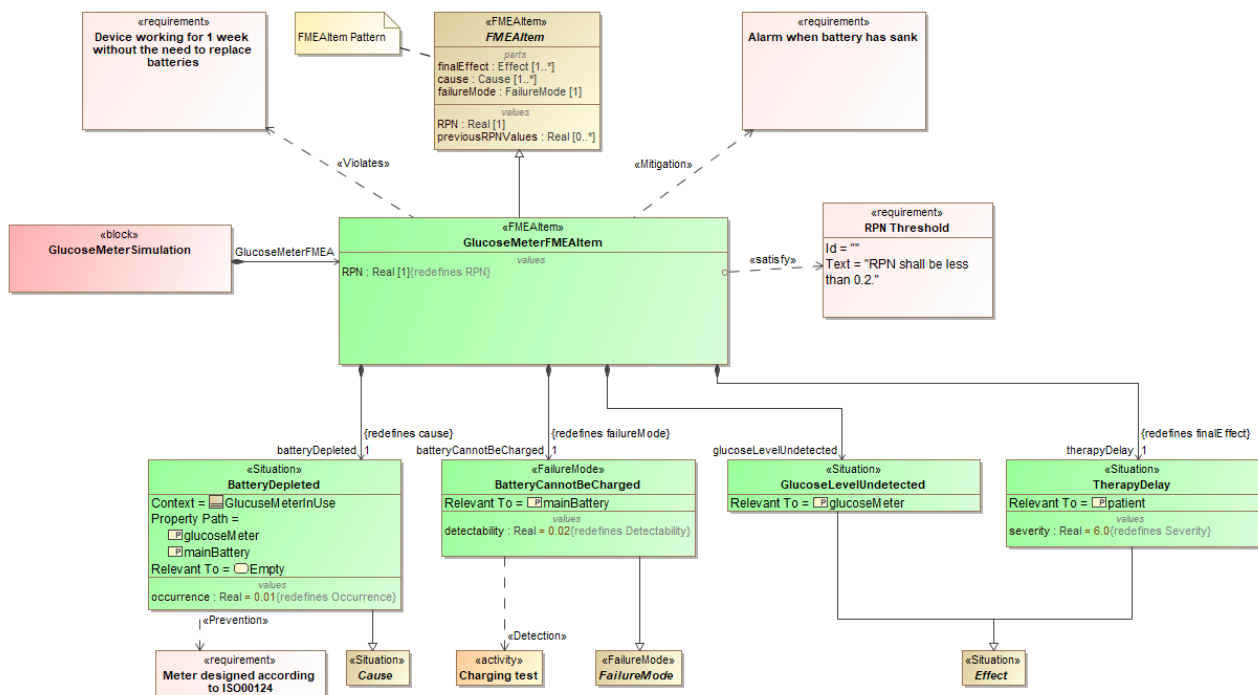 «requirement»
Device working for 1 week
without the need to replace
batteries
FMEAItem Pattern
«FMEAItem»
FMEAItem
parts
finalEffect : Effect [1..*]
cause : Cause [1..*]
failureMode : FailureMode [1]
values
RPN : Real [1]
previousRPNValues : Real [0..*]
«requirement»
Alarm when battery has sank
«Violates»
«Mitigation»
«block»
GlucoseMeterSimulation
GlucoseMeterFMEA
«FMEAItem»
GlucoseMeterFMEAItem
values
RPN : Real [1]{redefines RPN}
«satisfy»
«requirement»
RPN Threshold
Id = ""
Text = "RPN shall be less
than 0.2."
{redefines cause}
batteryDepleted 1
{redefines failureMode}
batteryCannotBeCharged 1
glucoseLevelUndetected
{redefines finalEffect}
therapyDelay 1
«Situation»
BatteryDepleted
Context = GlucuseMeterInUse
Property Path =
P glucoseMeter
P mainBattery
Relevant To = Empty
values
occurrence : Real = 0.01{redefines Occurrence}
«FailureMode»
BatteryCannotBeCharged
Relevant To = P mainBattery
values
detectability : Real = 0.02{redefines Detectability}
«Situation»
GlucoseLevelUndetected
Relevant To = P glucoseMeter
«Situation»
TherapyDelay
Relevant To = P patient
values
severity : Real = 6.0{redefines Severity}
«Prevention»
«Detection»
«requirement»
Meter designed according
to ISO00124
«Situation»
Cause
«activity»
Charging test
«FailureMode»
FailureMode
«Situation»
Effect